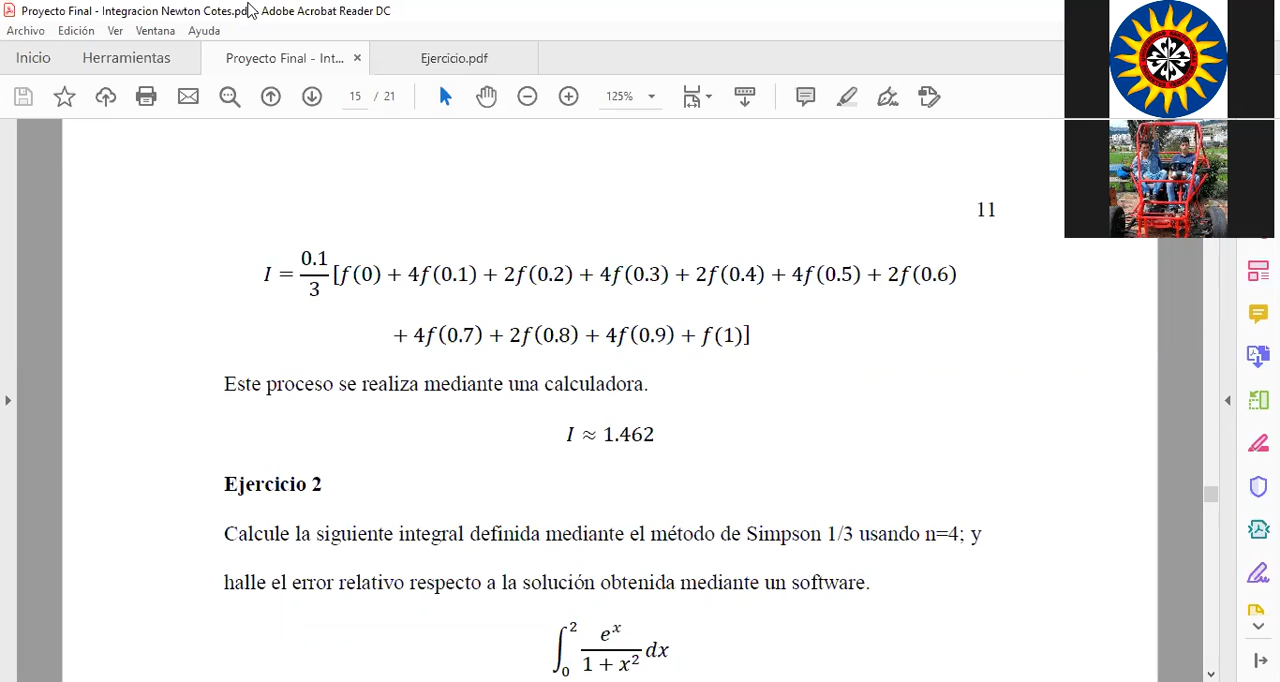 Proyecto Final - Integracion Newton Cotes.pdf - Adobe Acrobat Reader DC
Archivo Edición Ver Ventana Ayuda
Inicio Herramientas Proyecto Final - Int... × Ejercicio.pdf
15 / 21 125%
11
I = 0.1/3 [f(0) + 4f(0.1) + 2f(0.2) + 4f(0.3) + 2f(0.4) + 4f(0.5) + 2f(0.6)
+ 4f(0.7) + 2f(0.8) + 4f(0.9) + f(1)]
Este proceso se realiza mediante una calculadora.
I ≈ 1.462
Ejercicio 2
Calcule la siguiente integral definida mediante el método de Simpson 1/3 usando n=4; y
halle el error relativo respecto a la solución obtenida mediante un software.
∫₀² eˣ/(1 + x²) dx